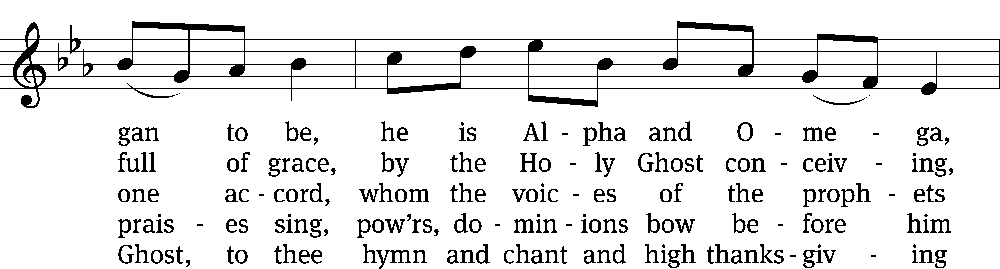 gan to be, he is Al - pha and O - me - ga,
full of grace, by the Ho - ly Ghost con - ceiv - ing,
one ac - cord, whom the voic - es of the proph - ets
prais - es sing, pow’rs, do - min - ions bow be - fore him
Ghost, to thee hymn and chant and high thanks - giv - ing